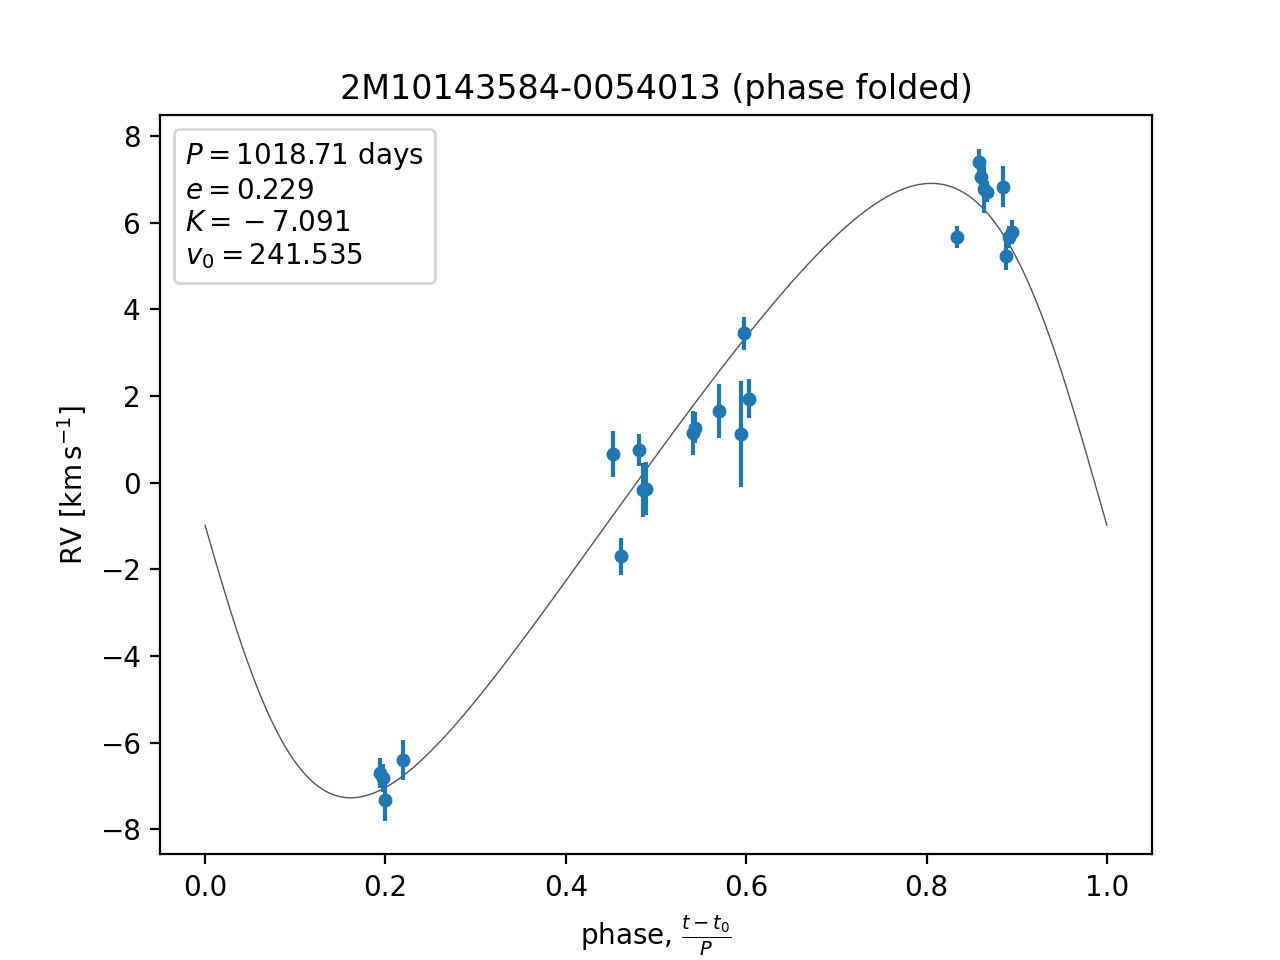 2M10143584-0054013 (phase folded)
P = 1018.71 days
e = 0.229
K = −7.091
v₀ = 241.535
RV [km s⁻¹]
8
6
4
2
0
−2
−4
−6
−8
0.0 0.2 0.4 0.6 0.8 1.0
phase, (t − t₀)/P